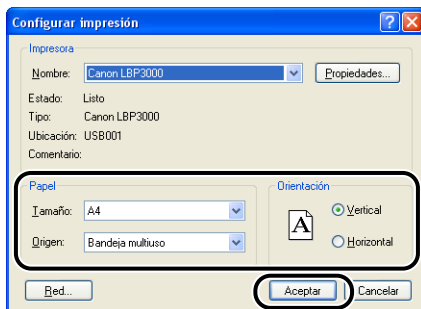 Configurar impresión
Impresora
Nombre: Canon LBP3000 Propiedades...
Estado: Listo
Tipo: Canon LBP3000
Ubicación: USB001
Comentario:
Papel
Tamaño: A4
Origen: Bandeja multiuso
Orientación
A
Vertical
Horizontal
Red... Aceptar Cancelar